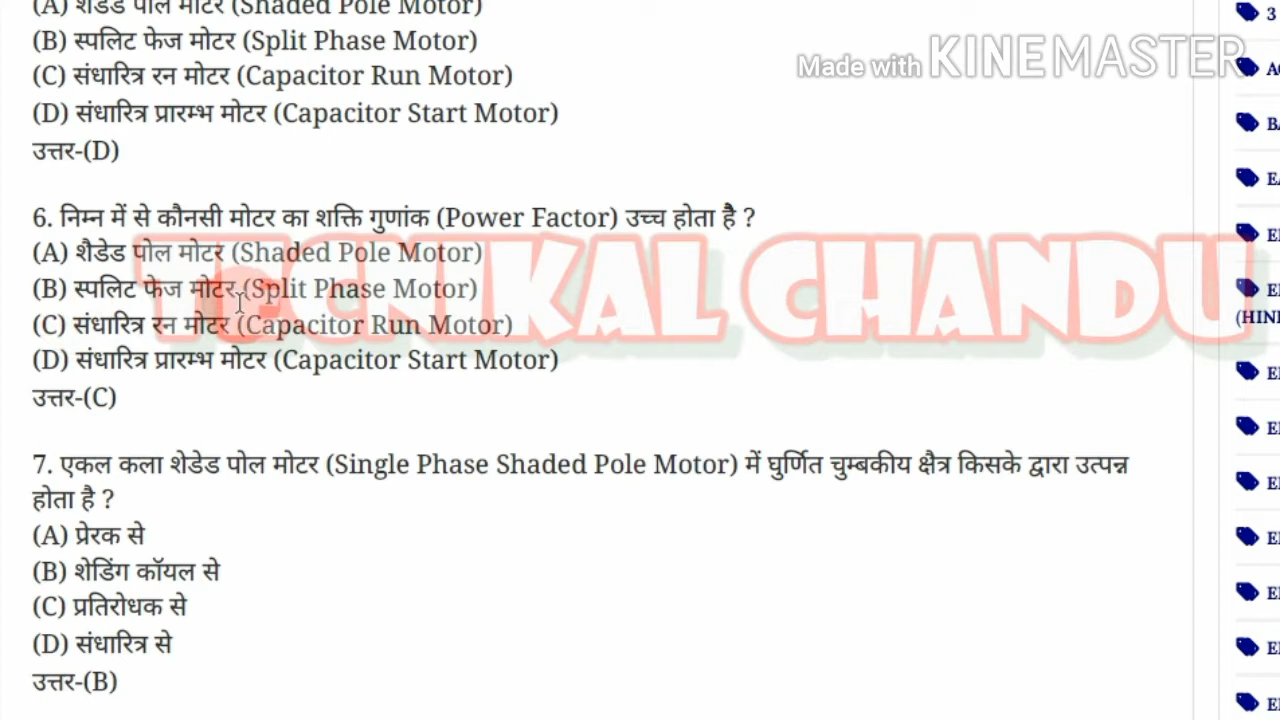 (A) शेडेड पोल मोटर (Shaded Pole Motor)
(B) स्पलिट फेज मोटर (Split Phase Motor)
(C) संधारित्र रन मोटर (Capacitor Run Motor)
(D) संधारित्र प्रारम्भ मोटर (Capacitor Start Motor)
उत्तर-(D)
Made with KINEMASTER
6. निम्न में से कौनसी मोटर का शक्ति गुणांक (Power Factor) उच्च होता है ?
(A) शैडेड पोल मोटर (Shaded Pole Motor)
(B) स्पलिट फेज मोटर (Split Phase Motor)
(C) संधारित्र रन मोटर (Capacitor Run Motor)
(D) संधारित्र प्रारम्भ मोटर (Capacitor Start Motor)
उत्तर-(C)
TECNIKAL CHANDU
7. एकल कला शेडेड पोल मोटर (Single Phase Shaded Pole Motor) में घुर्णित चुम्बकीय क्षैत्र किसके द्वारा उत्पन्न
होता है ?
(A) प्रेरक से
(B) शेडिंग कॉयल से
(C) प्रतिरोधक से
(D) संधारित्र से
उत्तर-(B)
3